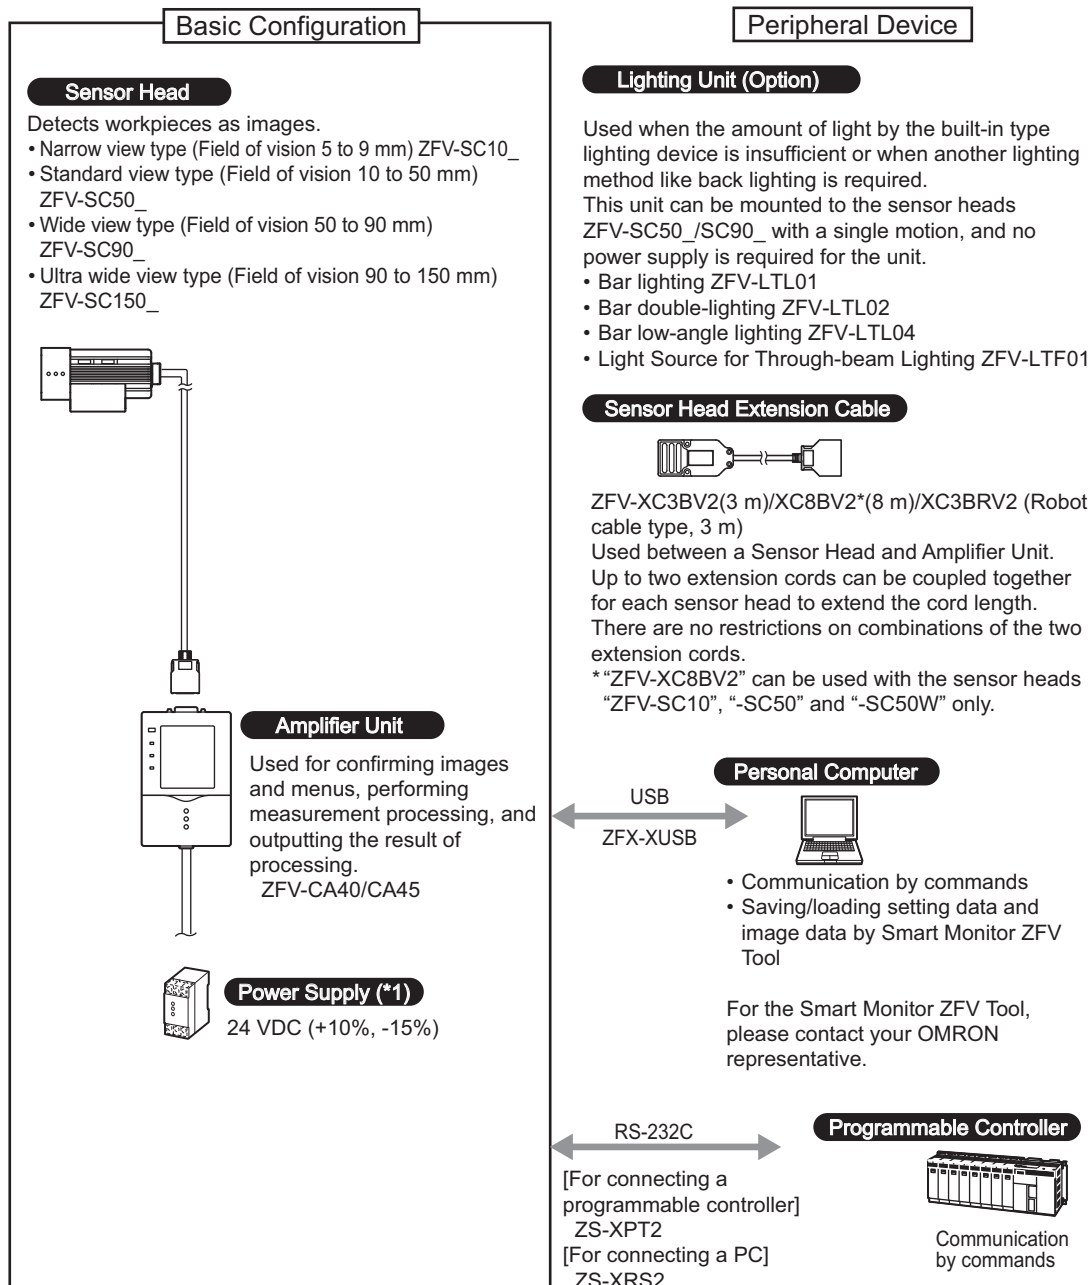 Basic Configuration
Sensor Head
Detects workpieces as images.
• Narrow view type (Field of vision 5 to 9 mm) ZFV-SC10_
• Standard view type (Field of vision 10 to 50 mm)
ZFV-SC50_
• Wide view type (Field of vision 50 to 90 mm)
ZFV-SC90_
• Ultra wide view type (Field of vision 90 to 150 mm)
ZFV-SC150_
Amplifier Unit
Used for confirming images
and menus, performing
measurement processing, and
outputting the result of
processing.
ZFV-CA40/CA45
Power Supply (*1)
24 VDC (+10%, -15%)
Peripheral Device
Lighting Unit (Option)
Used when the amount of light by the built-in type
lighting device is insufficient or when another lighting
method like back lighting is required.
This unit can be mounted to the sensor heads
ZFV-SC50_/SC90_ with a single motion, and no
power supply is required for the unit.
• Bar lighting ZFV-LTL01
• Bar double-lighting ZFV-LTL02
• Bar low-angle lighting ZFV-LTL04
• Light Source for Through-beam Lighting ZFV-LTF01
Sensor Head Extension Cable
ZFV-XC3BV2(3 m)/XC8BV2*(8 m)/XC3BRV2 (Robot
cable type, 3 m)
Used between a Sensor Head and Amplifier Unit.
Up to two extension cords can be coupled together
for each sensor head to extend the cord length.
There are no restrictions on combinations of the two
extension cords.
* “ZFV-XC8BV2” can be used with the sensor heads
“ZFV-SC10”, “-SC50” and “-SC50W” only.
USB
ZFX-XUSB
Personal Computer
• Communication by commands
• Saving/loading setting data and
image data by Smart Monitor ZFV
Tool
For the Smart Monitor ZFV Tool,
please contact your OMRON
representative.
RS-232C
[For connecting a
programmable controller]
ZS-XPT2
[For connecting a PC]
ZS-XRS2
Programmable Controller
Communication
by commands